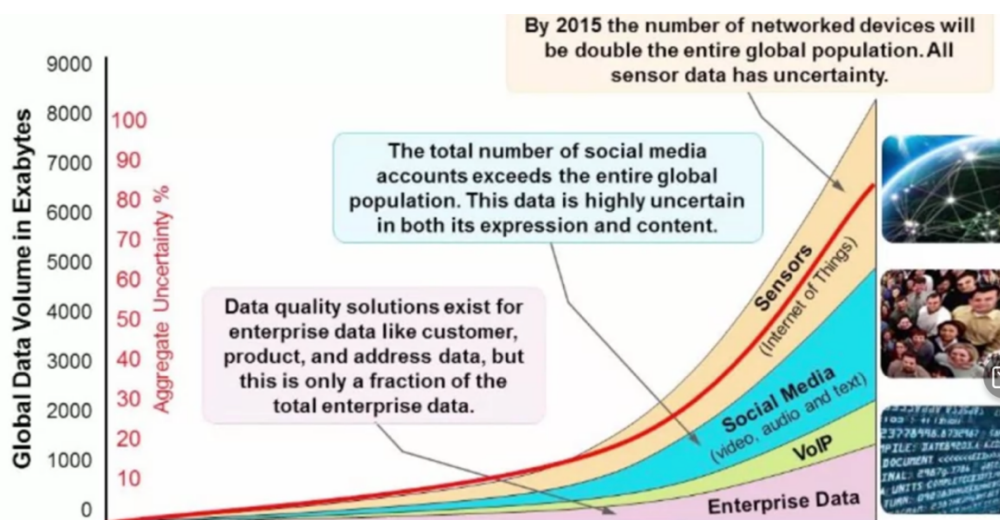 By 2015 the number of networked devices will
be double the entire global population. All
sensor data has uncertainty.
The total number of social media
accounts exceeds the entire global
population. This data is highly uncertain
in both its expression and content.
Data quality solutions exist for
enterprise data like customer,
product, and address data, but
this is only a fraction of the
total enterprise data.
Global Data Volume in Exabytes
9000
8000
7000
6000
5000
4000
3000
2000
1000
0
Aggregate Uncertainty %
100
90
80
70
60
50
40
30
20
10
Sensors
(Internet of Things)
Social Media
(video, audio and text)
VoIP
Enterprise Data
DOCUMENT
UNITS